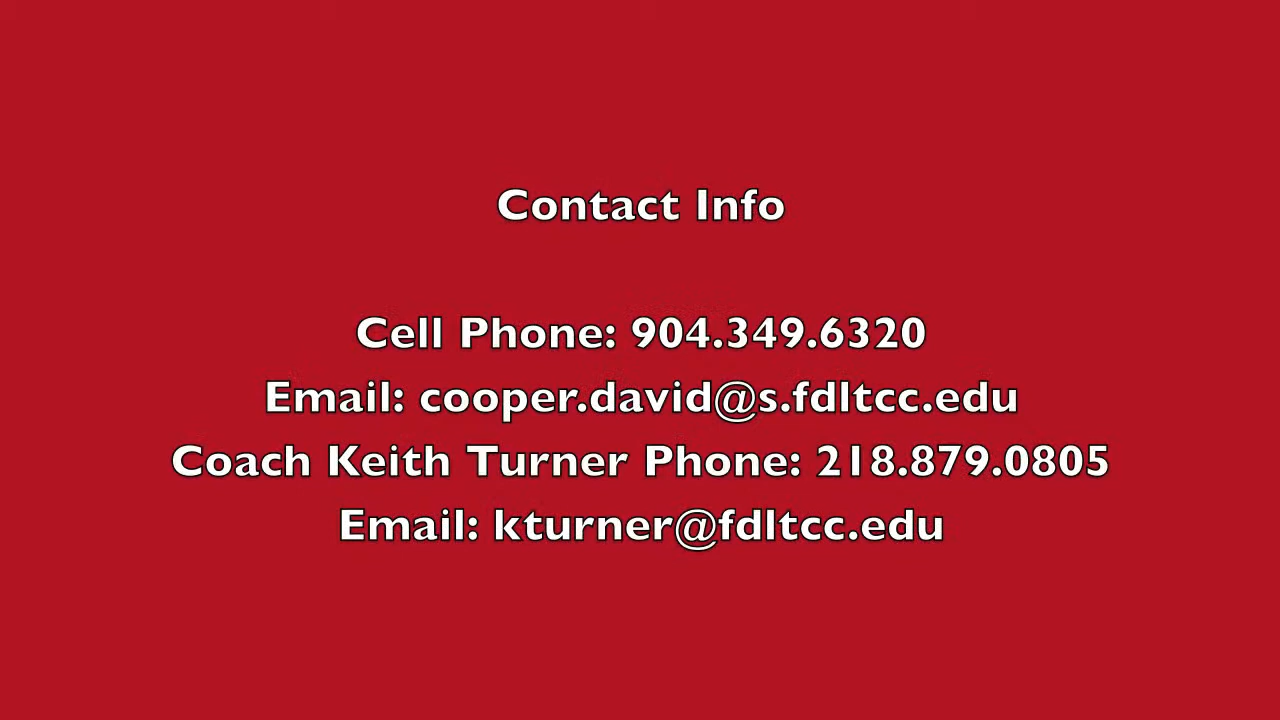 Contact Info
Cell Phone: 904.349.6320
Email: cooper.david@s.fdltcc.edu
Coach Keith Turner Phone: 218.879.0805
Email: kturner@fdltcc.edu